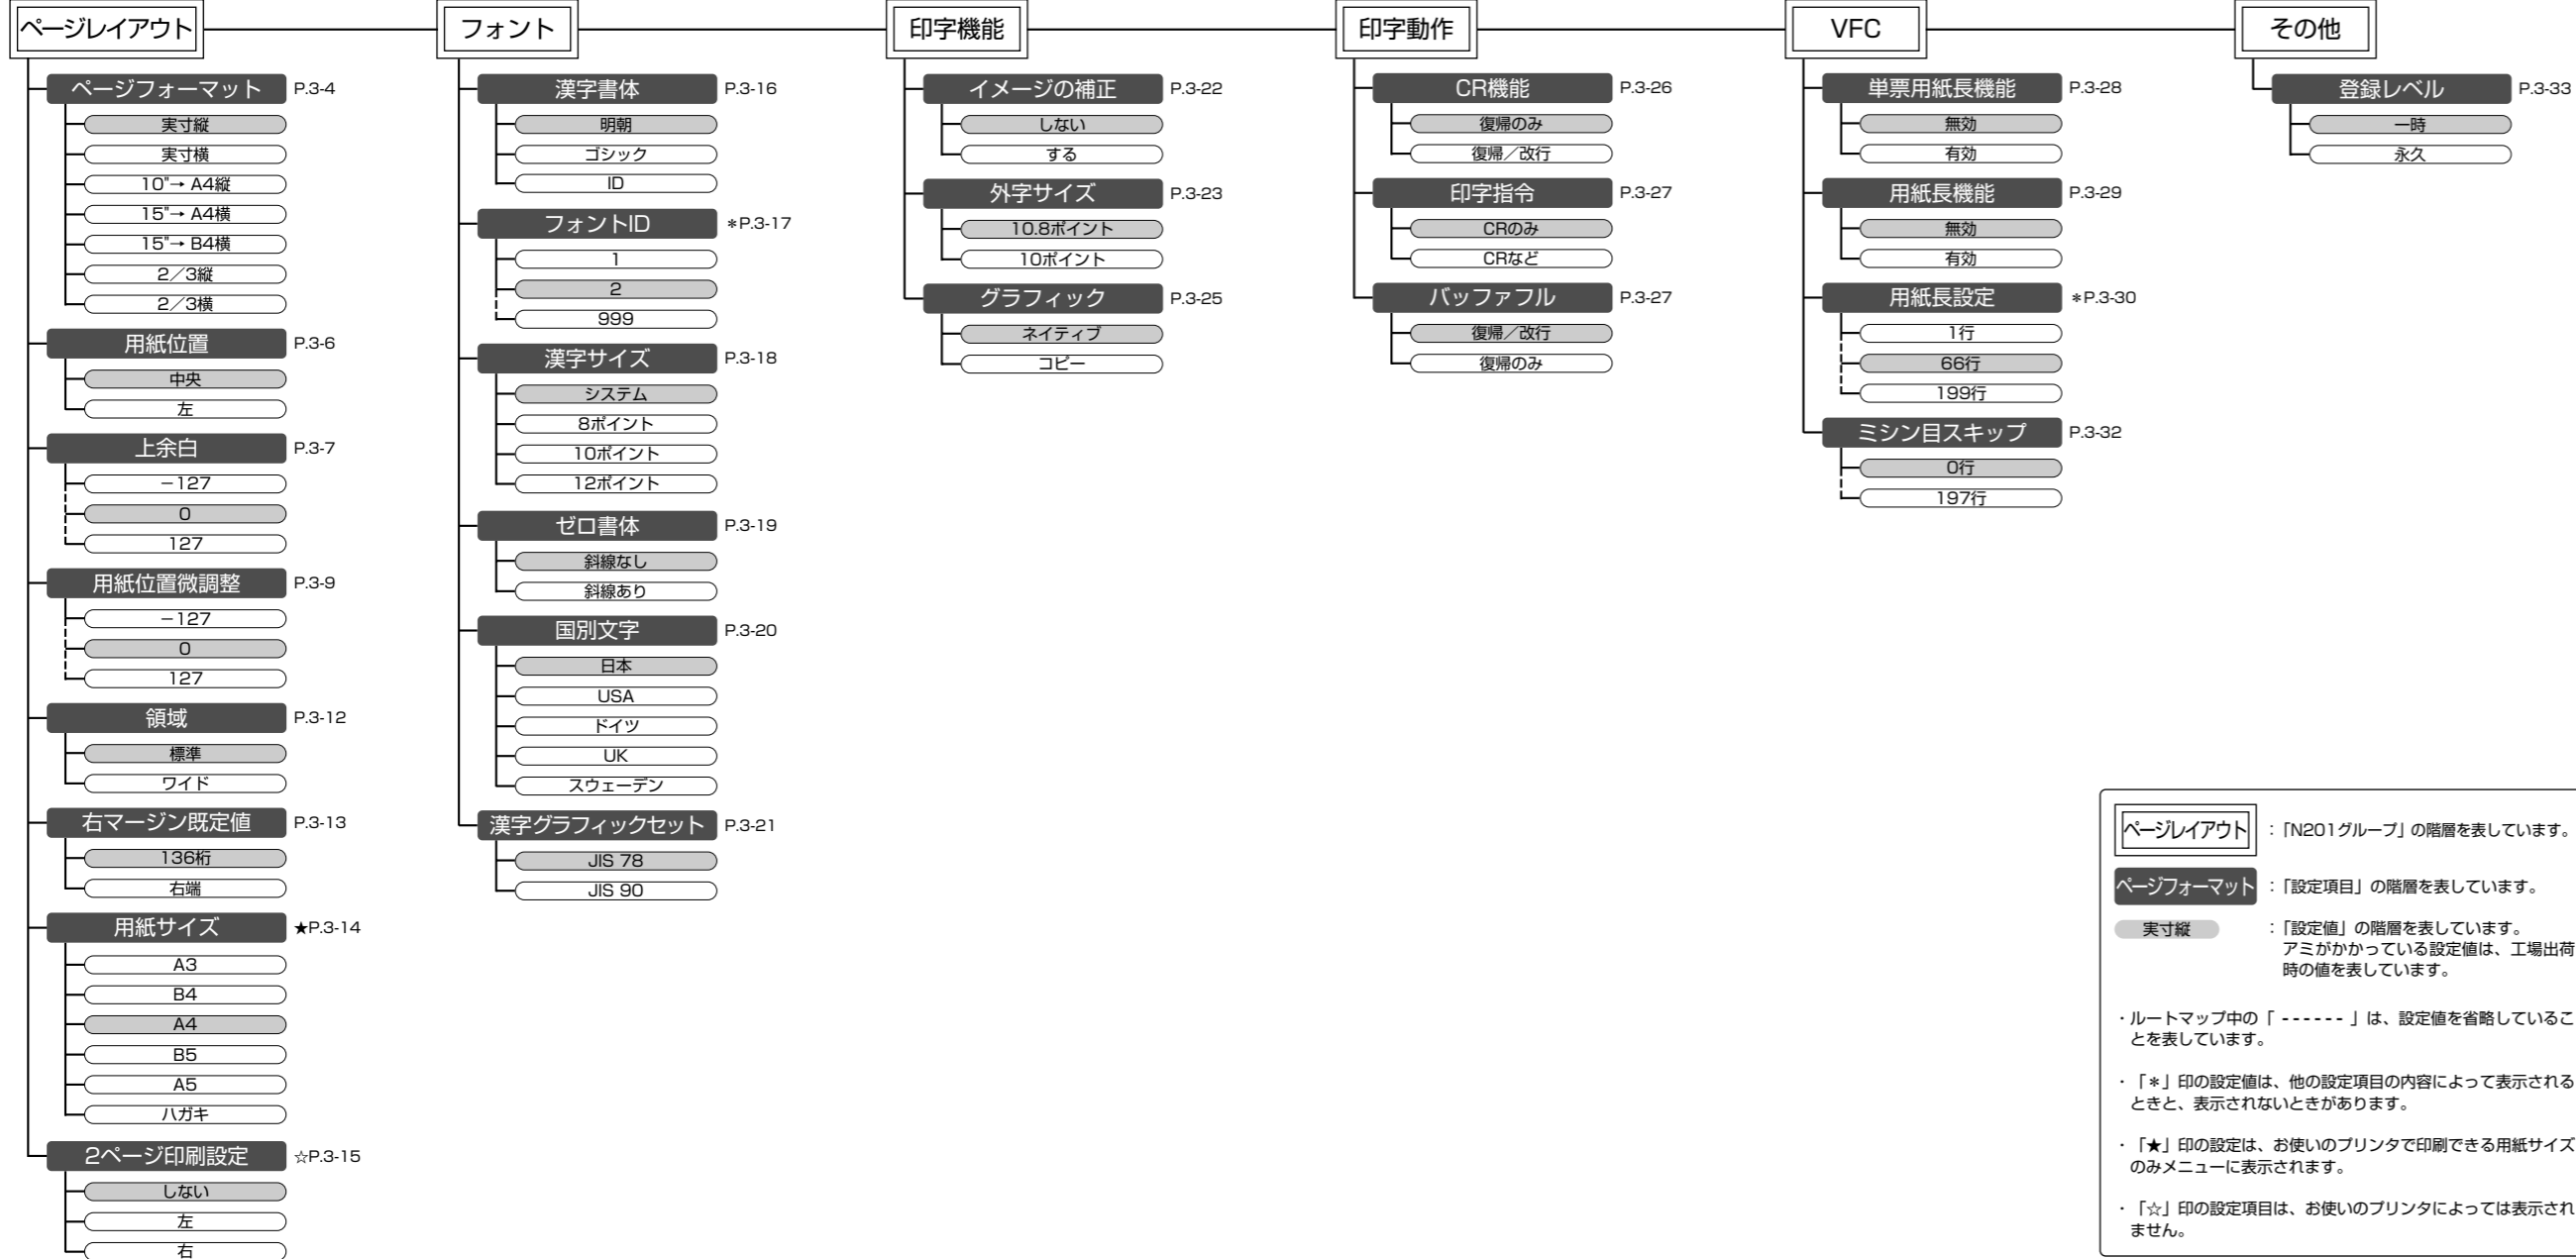 ページレイアウト
ページフォーマット P.3-4
実寸縦
実寸横
10"→ A4縦
15"→ A4横
15"→ B4横
2／3縦
2／3横
用紙位置 P.3-6
中央
左
上余白 P.3-7
－127
0
127
用紙位置微調整 P.3-9
－127
0
127
領域 P.3-12
標準
ワイド
右マージン既定値 P.3-13
136桁
右端
用紙サイズ ★P.3-14
A3
B4
A4
B5
A5
ハガキ
2ページ印刷設定 ☆P.3-15
しない
左
右
フォント
漢字書体 P.3-16
明朝
ゴシック
ID
フォントID ＊P.3-17
1
2
999
漢字サイズ P.3-18
システム
8ポイント
10ポイント
12ポイント
ゼロ書体 P.3-19
斜線なし
斜線あり
国別文字 P.3-20
日本
USA
ドイツ
UK
スウェーデン
漢字グラフィックセット P.3-21
JIS 78
JIS 90
印字機能
イメージの補正 P.3-22
しない
する
外字サイズ P.3-23
10.8ポイント
10ポイント
グラフィック P.3-25
ネイティブ
コピー
印字動作
CR機能 P.3-26
復帰のみ
復帰／改行
印字指令 P.3-27
CRのみ
CRなど
バッファフル P.3-27
復帰／改行
復帰のみ
VFC
単票用紙長機能 P.3-28
無効
有効
用紙長機能 P.3-29
無効
有効
用紙長設定 ＊P.3-30
1行
66行
199行
ミシン目スキップ P.3-32
0行
197行
その他
登録レベル P.3-33
一時
永久
ページレイアウト ：「N201グループ」の階層を表しています。
ページフォーマット ：「設定項目」の階層を表しています。
実寸縦 ：「設定値」の階層を表しています。
アミがかかっている設定値は、工場出荷
時の値を表しています。
・ルートマップ中の「 ------ 」は、設定値を省略しているこ
とを表しています。
・「＊」印の設定値は、他の設定項目の内容によって表示される
ときと、表示されないときがあります。
・「★」印の設定は、お使いのプリンタで印刷できる用紙サイズ
のみメニューに表示されます。
・「☆」印の設定項目は、お使いのプリンタによっては表示され
ません。